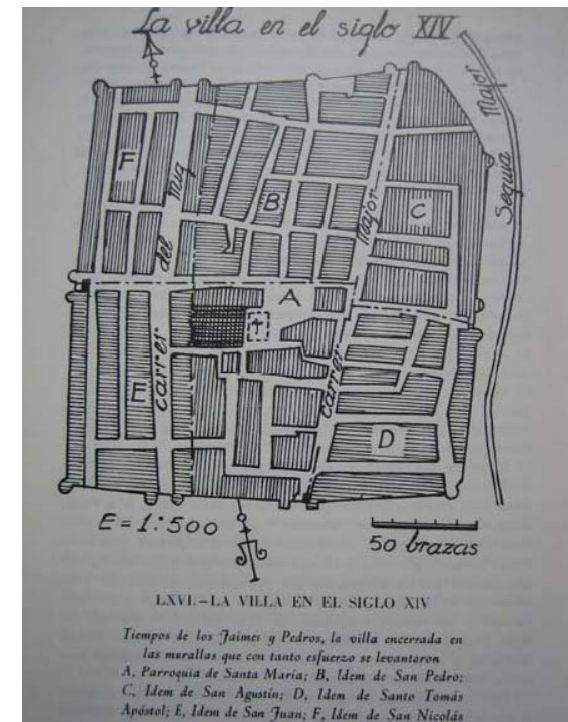 La villa en el siglo XIV
F
del Mig
B
Major
C
Sequia Major
A
carrer
E
carrer
D
E = 1:500
50 brazas
LXVI.—LA VILLA EN EL SIGLO XIV
Tiempos de los Jaimes y Pedros, la villa encerrada en
las murallas que con tanto esfuerzo se levantaron
A, Parroquia de Santa María; B, Idem de San Pedro;
C, Idem de San Agustín; D, Idem de Santo Tomás
Apóstol; E, Idem de San Juan; F, Idem de San Nicolás